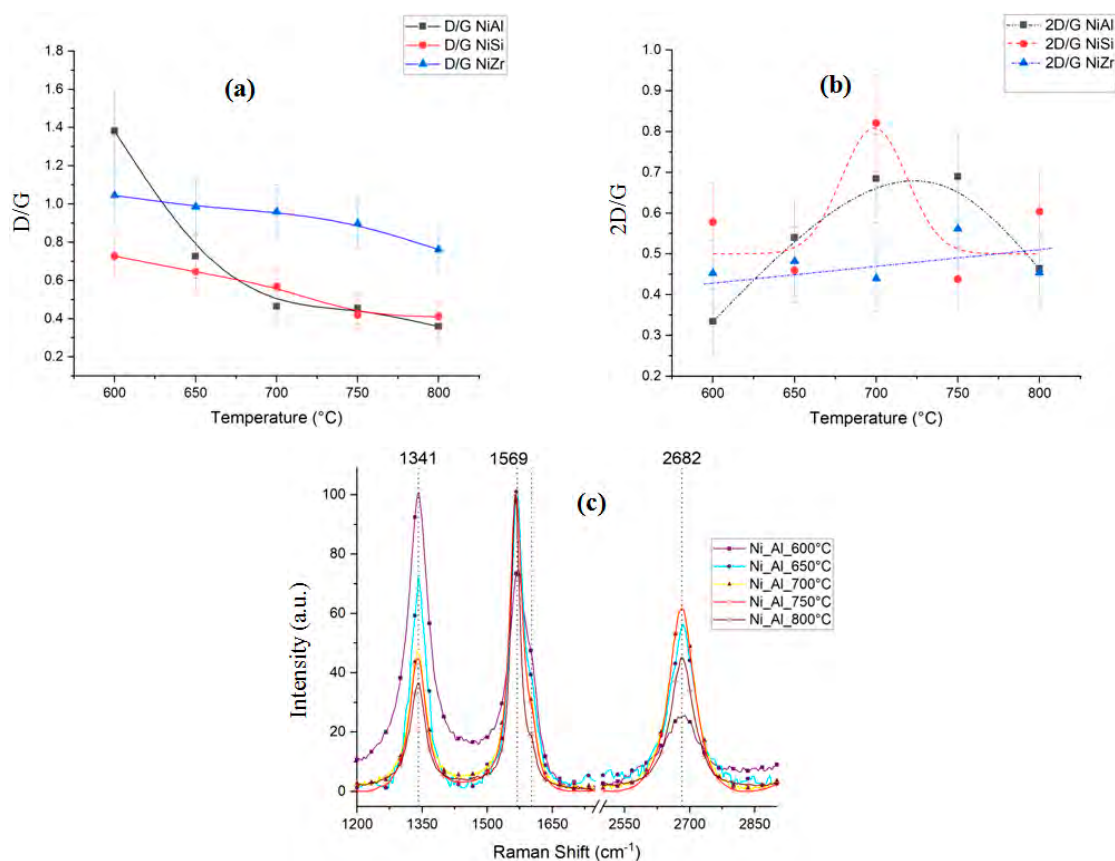 D/G NiAl
D/G NiSi
D/G NiZr
(a)
1.8
1.6
1.4
1.2
1.0
0.8
0.6
0.4
0.2
D/G
600 650 700 750 800
Temperature (°C)
2D/G NiAl
2D/G NiSi
2D/G NiZr
(b)
1.0
0.9
0.8
0.7
0.6
0.5
0.4
0.3
0.2
2D/G
600 650 700 750 800
Temperature (°C)
1341 1569 2682
(c)
Ni_Al_600°C
Ni_Al_650°C
Ni_Al_700°C
Ni_Al_750°C
Ni_Al_800°C
100
80
60
40
20
0
Intensity (a.u.)
1200 1350 1500 1650 2550 2700 2850
Raman Shift (cm⁻¹)